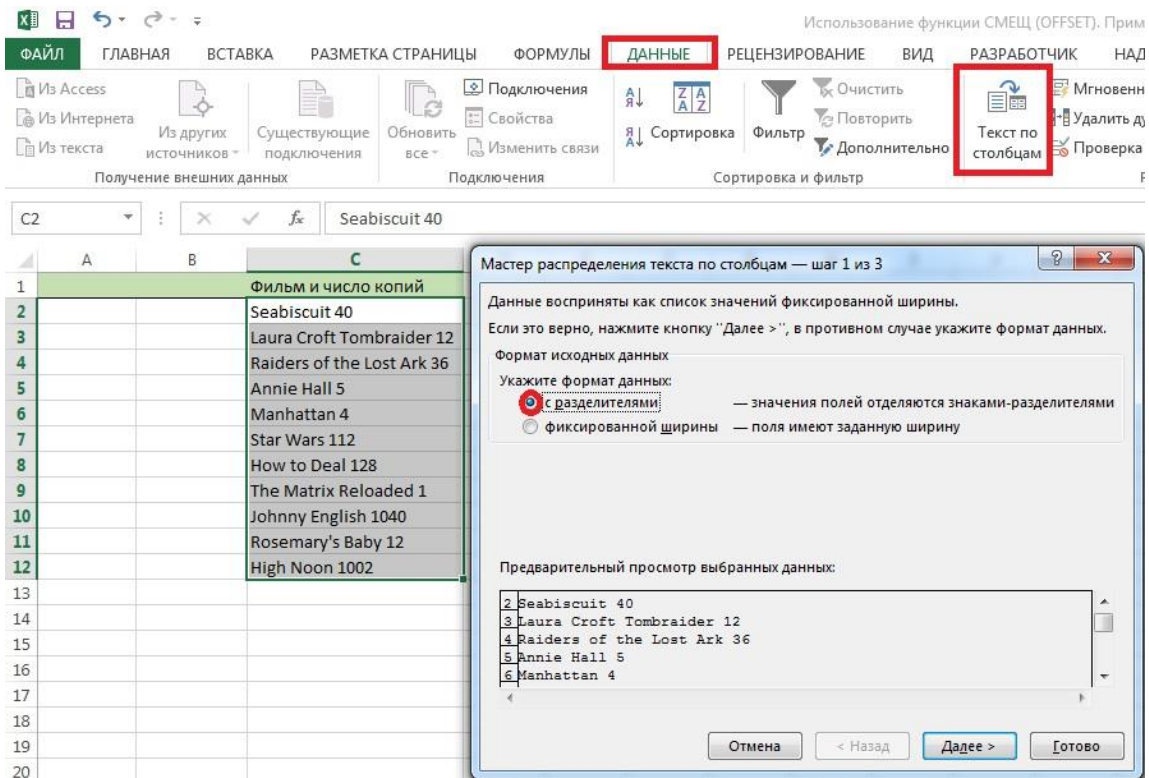 Использование функции СМЕЩ (OFFSET). Прим
ФАЙЛ ГЛАВНАЯ ВСТАВКА РАЗМЕТКА СТРАНИЦЫ ФОРМУЛЫ ДАННЫЕ РЕЦЕНЗИРОВАНИЕ ВИД РАЗРАБОТЧИК НАД
Из Access
Из Интернета
Из текста
Из других
источников
Существующие
подключения
Получение внешних данных
Обновить
все
Подключения
Свойства
Изменить связи
Подключения
Сортировка
Фильтр
Очистить
Повторить
Дополнительно
Сортировка и фильтр
Текст по
столбцам
Мгновенн
Удалить ду
Проверка
C2 fx Seabiscuit 40
A B C
1 Фильм и число копий
2 Seabiscuit 40
3 Laura Croft Tombraider 12
4 Raiders of the Lost Ark 36
5 Annie Hall 5
6 Manhattan 4
7 Star Wars 112
8 How to Deal 128
9 The Matrix Reloaded 1
10 Johnny English 1040
11 Rosemary's Baby 12
12 High Noon 1002
13
14
15
16
17
18
19
20
Мастер распределения текста по столбцам — шаг 1 из 3
Данные восприняты как список значений фиксированной ширины.
Если это верно, нажмите кнопку "Далее >", в противном случае укажите формат данных.
Формат исходных данных
Укажите формат данных:
с разделителями — значения полей отделяются знаками-разделителями
фиксированной ширины — поля имеют заданную ширину
Предварительный просмотр выбранных данных:
2 Seabiscuit 40
3 Laura Croft Tombraider 12
4 Raiders of the Lost Ark 36
5 Annie Hall 5
6 Manhattan 4
Отмена < Назад Далее > Готово